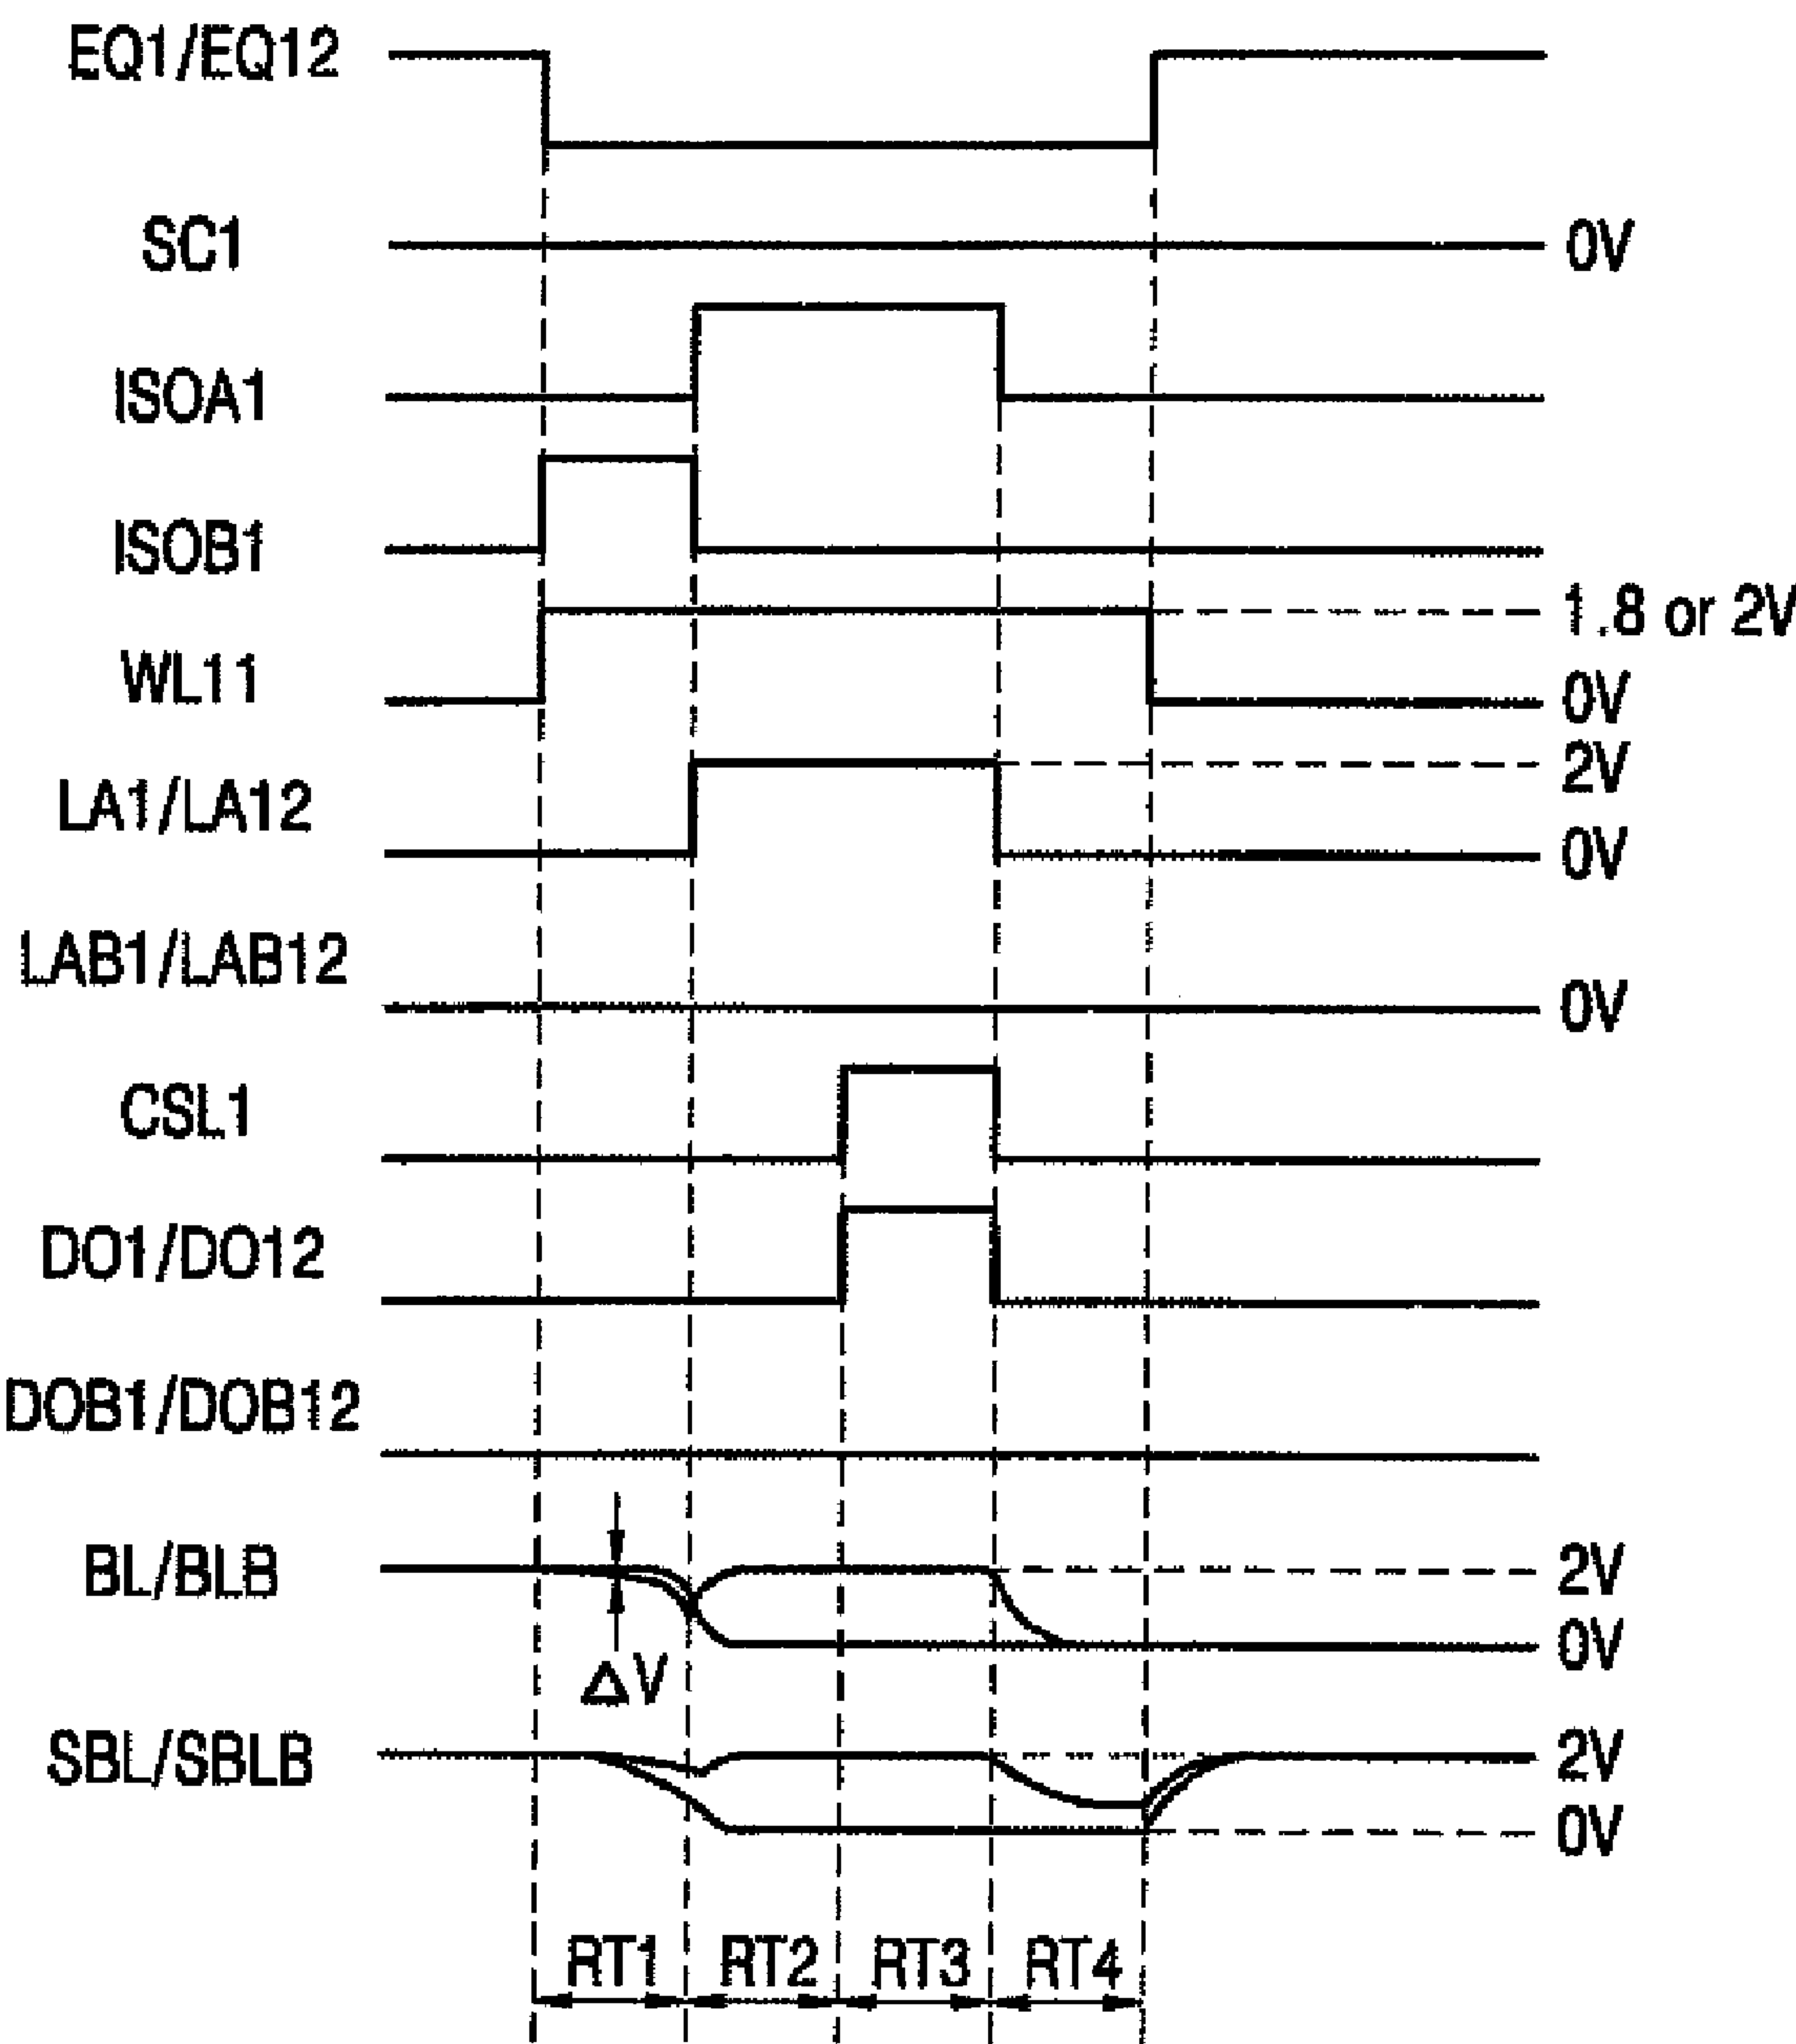 EQ1/EQ12
SC1
0V
ISOA1
ISOB1
1.8 or 2V
WL11
0V
2V
LA1/LA12
0V
LAB1/LAB12
0V
CSL1
DO1/DO12
DOB1/DOB12
BL/BLB
2V
0V
ΔV
SBL/SBLB
2V
0V
RT1 RT2 RT3 RT4